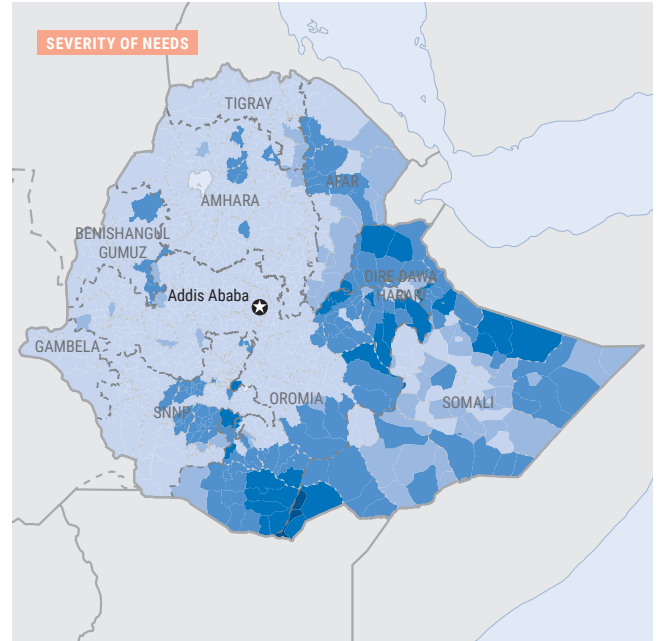 SEVERITY OF NEEDS
TIGRAY
AFAR
AMHARA
BENISHANGUL
GUMUZ
DIRE DAWA
HARARI
Addis Ababa
GAMBELA
OROMIA
SOMALI
SNNP